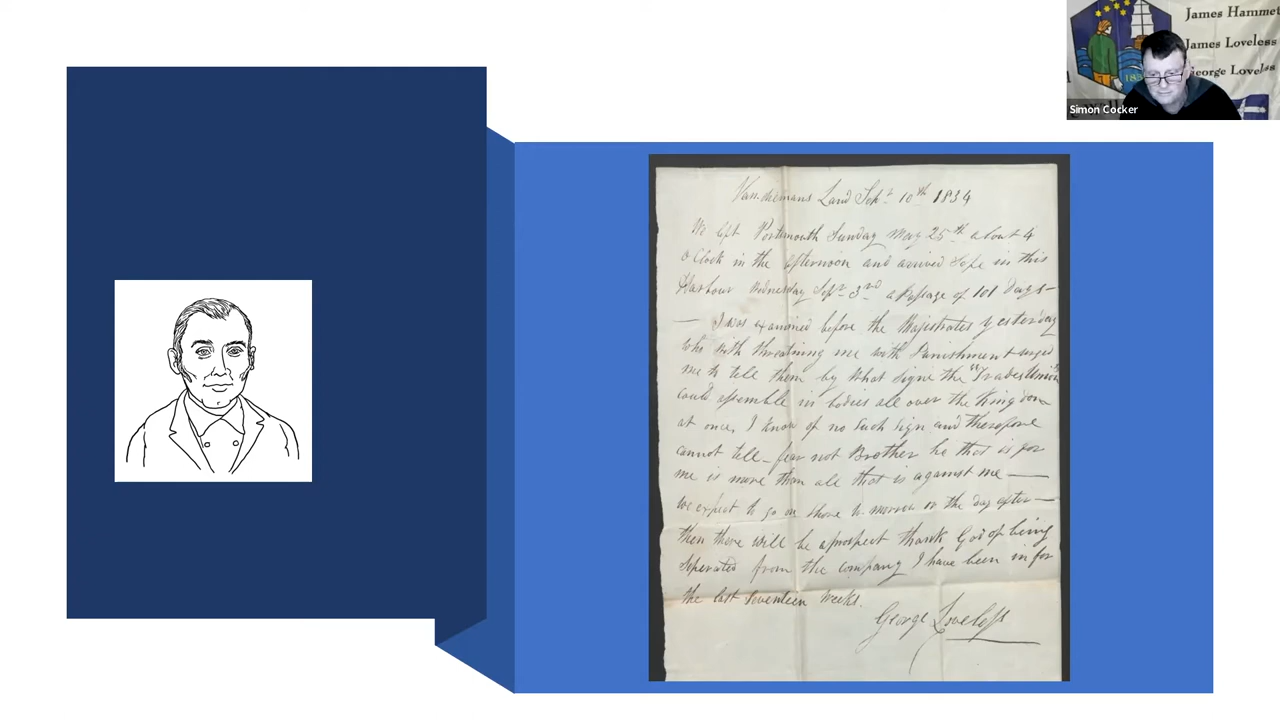 James Hammet
James Loveless
George Loveless
183
Simon Cocker
Van.diemans Land Sept 10th 1834
We left Portsmouth Sunday May 25th about 4
o Clock in the afternoon and arrived Safe in this
Harbour Wednesday Sept 3rd a Passage of 101 days—
— I was examined before the Majistrates yesterday
who with threatining me with Punishment urged
me to tell them by what signe the "Tradesunion"
could assemble in bodies all over the Kingdom
at once, I know of no such sign and therefore
cannot tell – fear not Brother he that is for
me is more than all that is against me —
we expect to go on shore to morrow or the day after —
then there will be a prospect thank God of being
seperated from the company I have been in for
the last Seventeen Weeks.
George Loveless